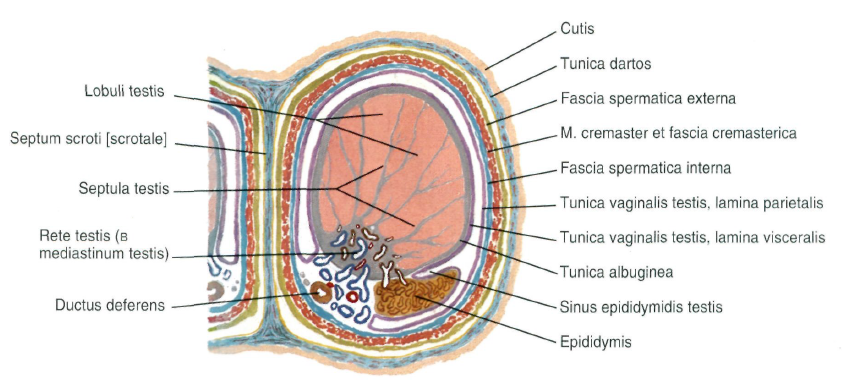 Lobuli testis
Septum scroti [scrotale]
Septula testis
Rete testis (в
mediastinum testis)
Ductus deferens
Cutis
Tunica dartos
Fascia spermatica externa
M. cremaster et fascia cremasterica
Fascia spermatica interna
Tunica vaginalis testis, lamina parietalis
Tunica vaginalis testis, lamina visceralis
Tunica albuginea
Sinus epididymidis testis
Epididymis